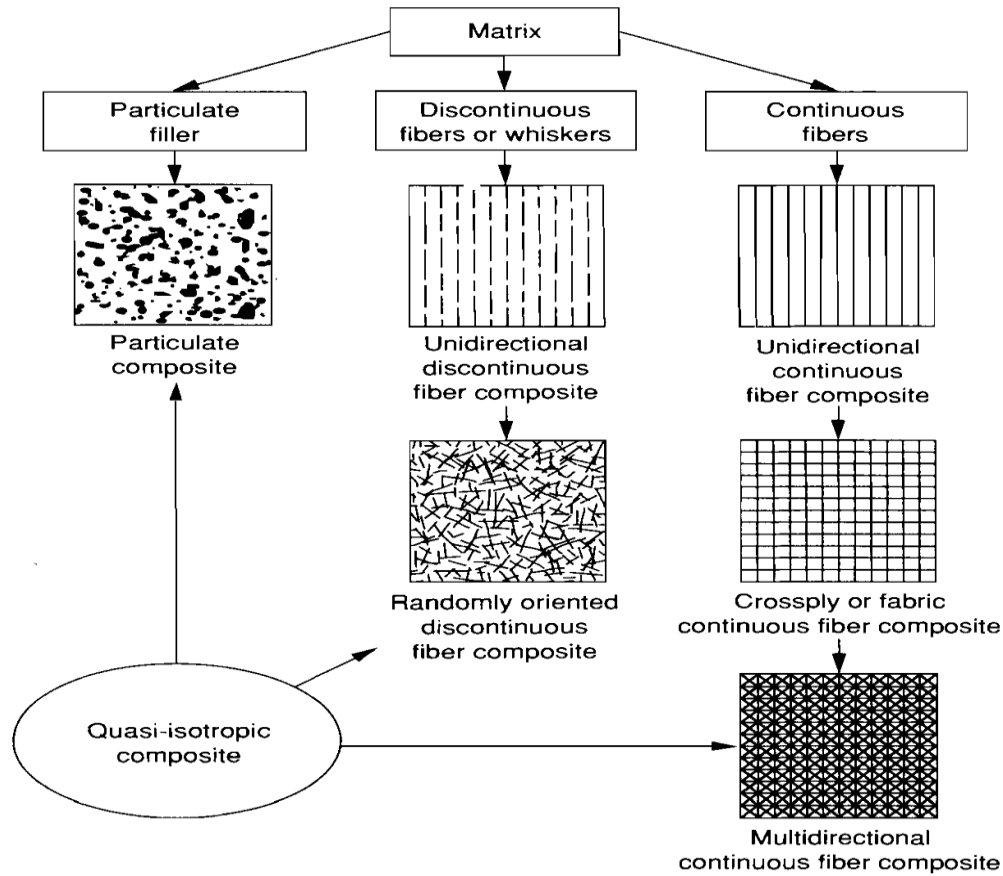 Matrix
Particulate
filler
Discontinuous
fibers or whiskers
Continuous
fibers
Particulate
composite
Unidirectional
discontinuous
fiber composite
Unidirectional
continuous
fiber composite
Randomly oriented
discontinuous
fiber composite
Crossply or fabric
continuous fiber composite
Quasi-isotropic
composite
Multidirectional
continuous fiber composite